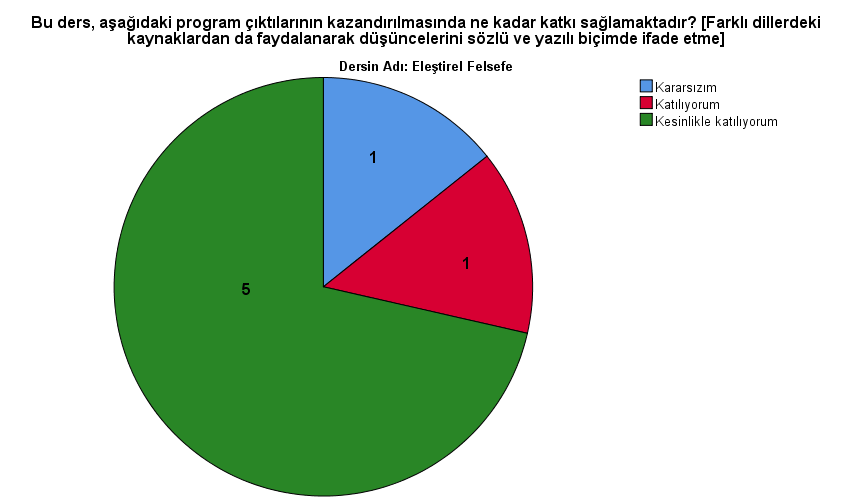 Bu ders, aşağıdaki program çıktılarının kazandırılmasında ne kadar katkı sağlamaktadır? [Farklı dillerdeki
kaynaklardan da faydalanarak düşüncelerini sözlü ve yazılı biçimde ifade etme]
Dersin Adı: Eleştirel Felsefe
Kararsızım
Katılıyorum
Kesinlikle katılıyorum
1
1
5